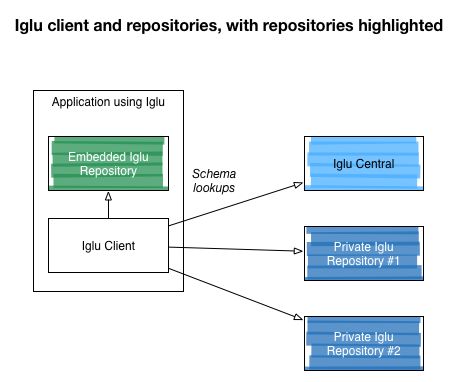 Iglu client and repositories, with repositories highlighted
Application using Iglu
Embedded Iglu
Repository
Schema
lookups
Iglu Central
Iglu Client
Private Iglu
Repository #1
Private Iglu
Repository #2